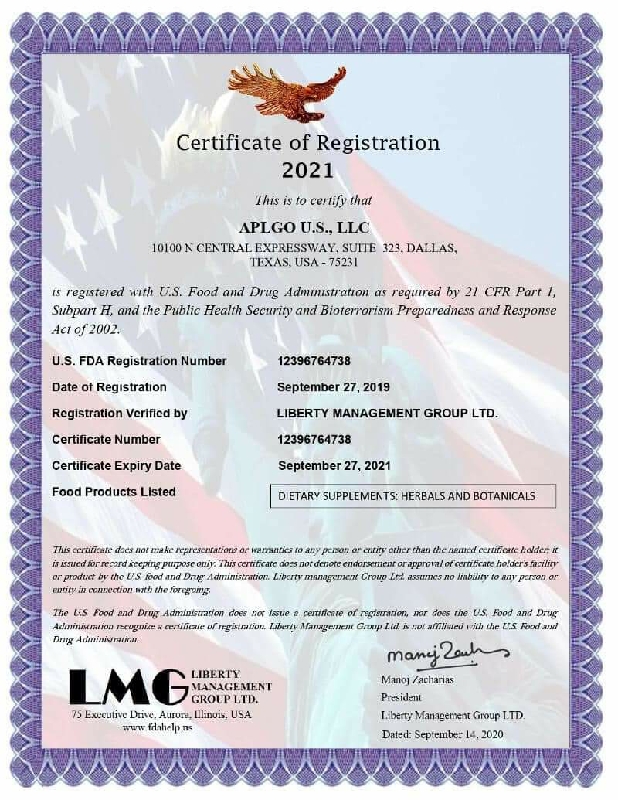 Certificate of Registration
2021
This is to certify that
APLGO U.S., LLC
10100 N CENTRAL EXPRESSWAY, SUITE 323, DALLAS,
TEXAS, USA - 75231
is registered with U.S. Food and Drug Administration as required by 21 CFR Part 1,
Subpart H, and the Public Health Security and Bioterrorism Preparedness and Response
Act of 2002.
U.S. FDA Registration Number 12396764738
Date of Registration September 27, 2019
Registration Verified by LIBERTY MANAGEMENT GROUP LTD.
Certificate Number 12396764738
Certificate Expiry Date September 27, 2021
Food Products Listed DIETARY SUPPLEMENTS: HERBALS AND BOTANICALS
This certificate does not make representations or warranties to any person or entity other than the named certificate holder; it
is issued for record keeping purpose only. This certificate does not denote endorsement or approval of certificate holder's facility
or product by the U.S. food and Drug Administration. Liberty management Group Ltd. assumes no liability to any person or
entity in connection with the foregoing.
The U.S Food and Drug Administration does not issue a certificate of registration, nor does the U.S. Food and Drug
Administration recognize a certificate of registration. Liberty Management Group Ltd. is not affiliated with the U.S. Food and
Drug Administration
LMG LIBERTY
MANAGEMENT
GROUP LTD.
75 Executive Drive, Aurora, Illinois, USA
www.fdahelp.us
Manoj Zacharias
President
Liberty Management Group LTD.
Dated: September 14, 2020